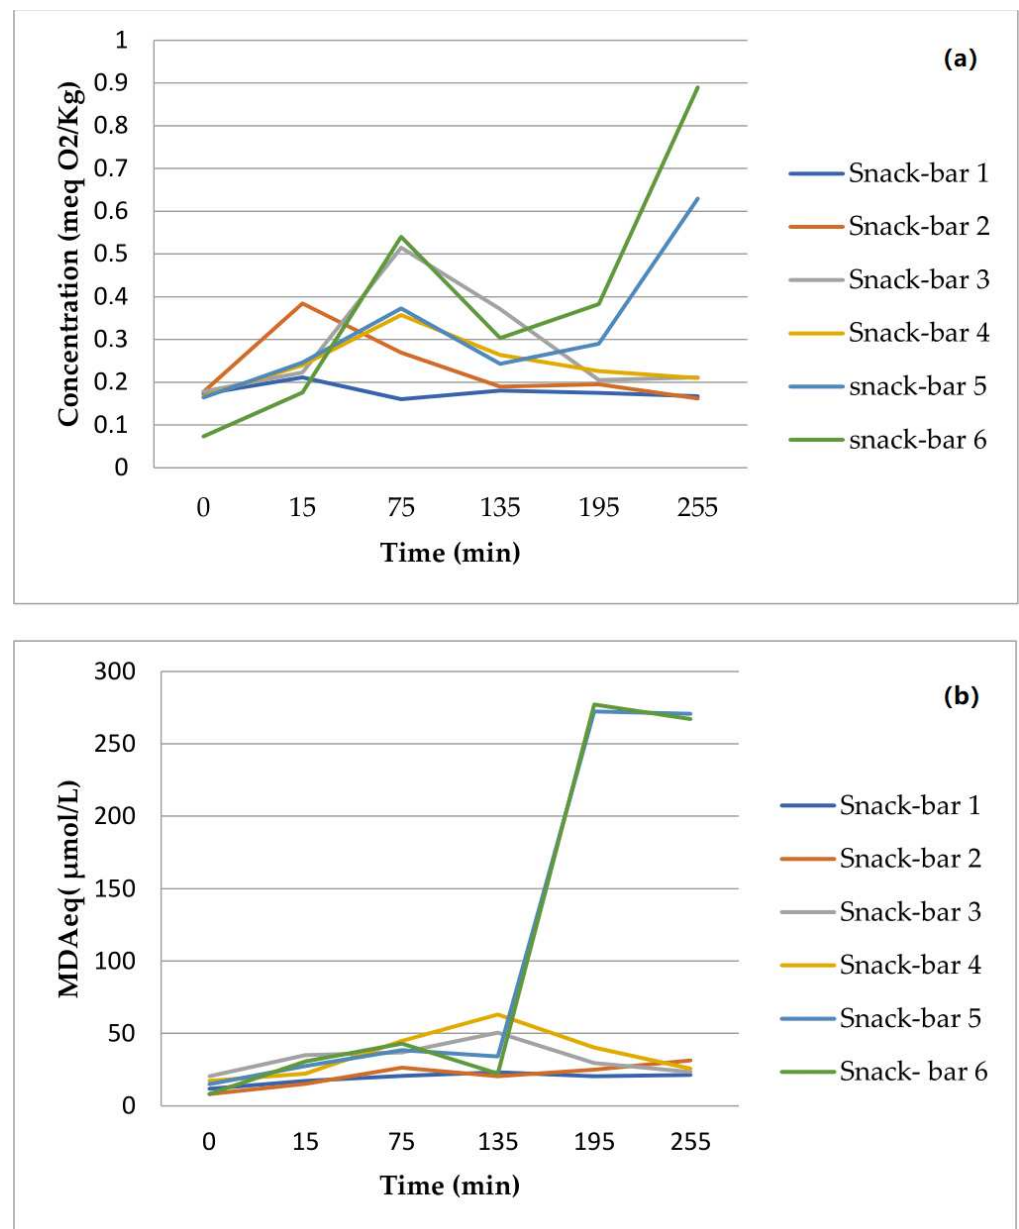 (a)
Concentration (meq O2/Kg)
1
0.9
0.8
0.7
0.6
0.5
0.4
0.3
0.2
0.1
0
0 15 75 135 195 255
Time (min)
Snack-bar 1
Snack-bar 2
Snack-bar 3
Snack-bar 4
snack-bar 5
snack-bar 6
(b)
MDAeq( µmol/L)
300
250
200
150
100
50
0
0 15 75 135 195 255
Time (min)
Snack-bar 1
Snack-bar 2
Snack-bar 3
Snack-bar 4
Snack-bar 5
Snack- bar 6